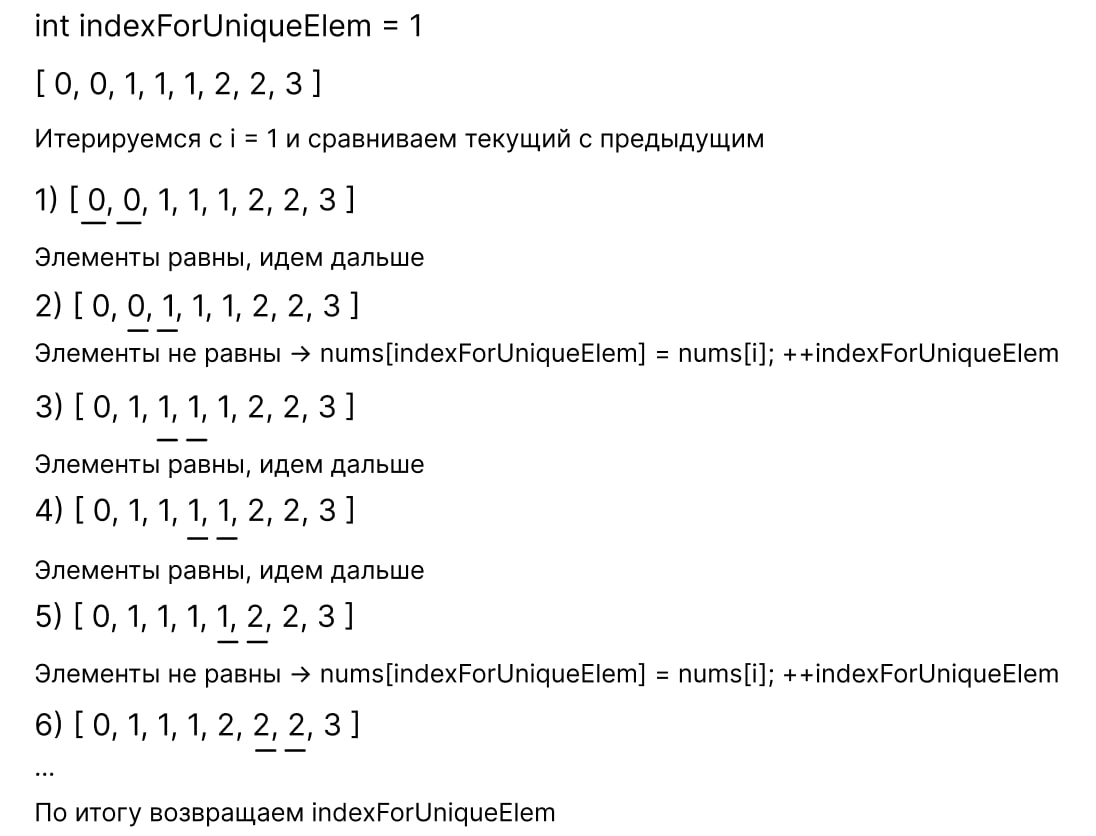 int indexForUniqueElem = 1
[ 0, 0, 1, 1, 1, 2, 2, 3 ]
Итерируемся с i = 1 и сравниваем текущий с предыдущим
1) [ 0, 0, 1, 1, 1, 2, 2, 3 ]
Элементы равны, идем дальше
2) [ 0, 0, 1, 1, 1, 2, 2, 3 ]
Элементы не равны → nums[indexForUniqueElem] = nums[i]; ++indexForUniqueElem
3) [ 0, 1, 1, 1, 1, 2, 2, 3 ]
Элементы равны, идем дальше
4) [ 0, 1, 1, 1, 1, 2, 2, 3 ]
Элементы равны, идем дальше
5) [ 0, 1, 1, 1, 1, 2, 2, 3 ]
Элементы не равны → nums[indexForUniqueElem] = nums[i]; ++indexForUniqueElem
6) [ 0, 1, 1, 1, 2, 2, 2, 3 ]
...
По итогу возвращаем indexForUniqueElem